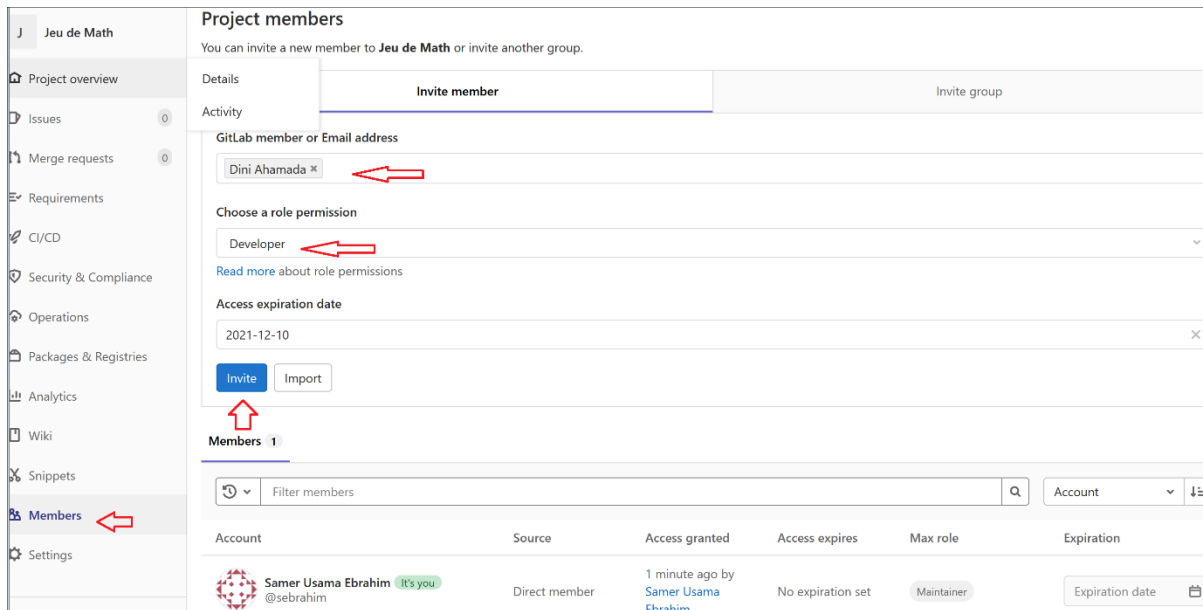 Project members
J Jeu de Math
You can invite a new member to Jeu de Math or invite another group.
Project overview
Details
Activity
Invite member
Invite group
Issues 0
Merge requests 0
Requirements
CI/CD
Security & Compliance
Operations
Packages & Registries
Analytics
Wiki
Snippets
Members
Settings
GitLab member or Email address
Dini Ahamada ×
Choose a role permission
Developer
Read more about role permissions
Access expiration date
2021-12-10
Invite
Import
Members 1
Filter members
Account
Account Source Access granted Access expires Max role Expiration
Samer Usama Ebrahim It's you
@sebrahim
Direct member
1 minute ago by
Samer Usama
Ebrahim
No expiration set
Maintainer
Expiration date